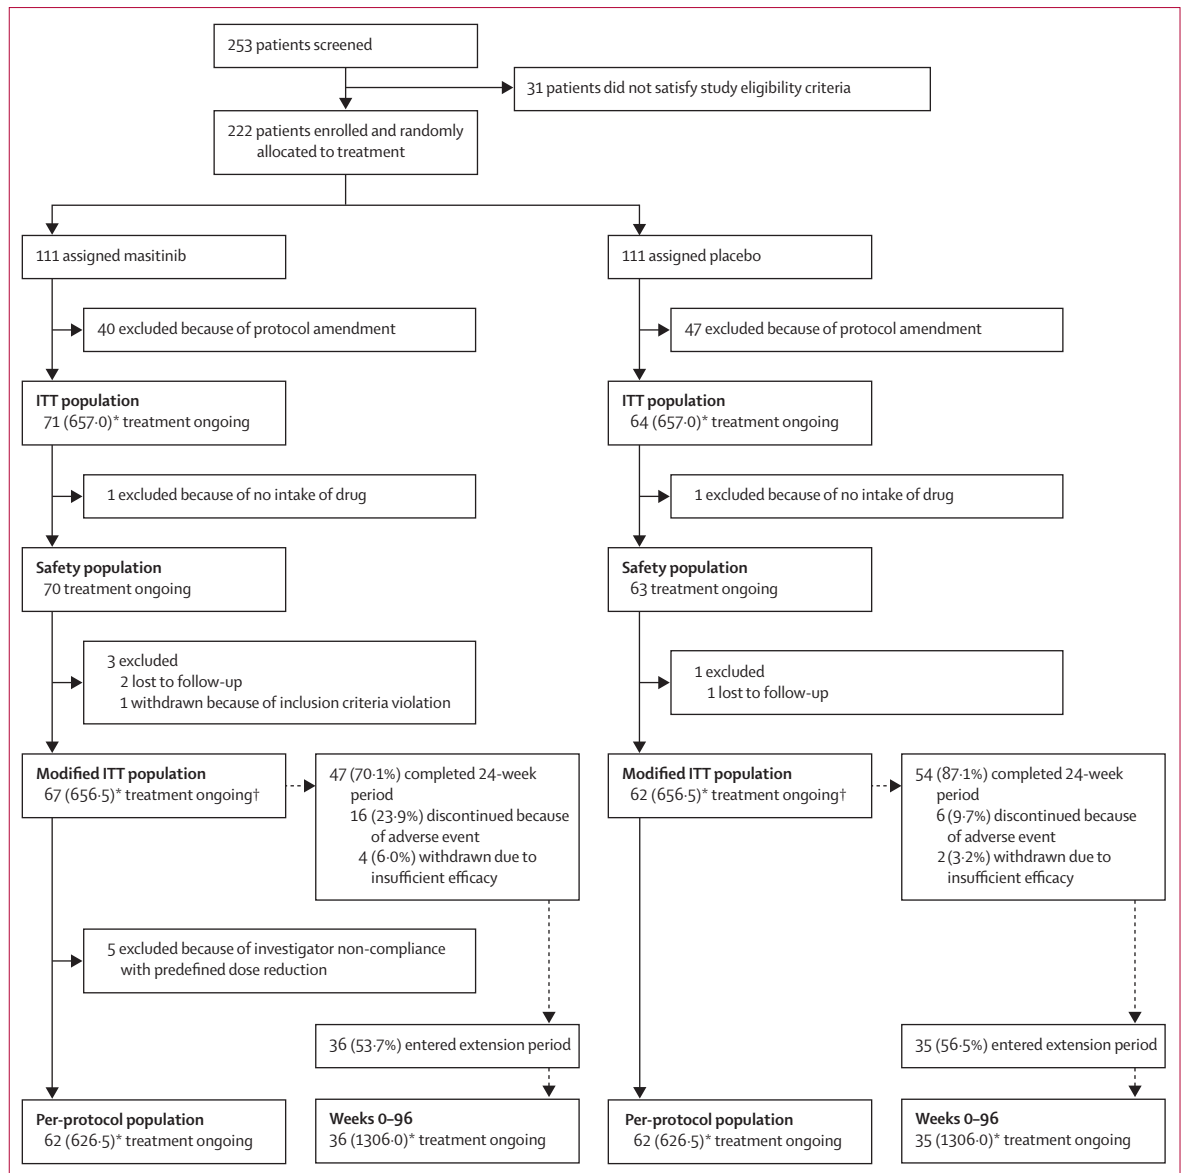 253 patients screened
31 patients did not satisfy study eligibility criteria
222 patients enrolled and randomly
allocated to treatment
111 assigned masitinib
111 assigned placebo
40 excluded because of protocol amendment
47 excluded because of protocol amendment
ITT population
71 (657·0)* treatment ongoing
ITT population
64 (657·0)* treatment ongoing
1 excluded because of no intake of drug
1 excluded because of no intake of drug
Safety population
70 treatment ongoing
Safety population
63 treatment ongoing
3 excluded
2 lost to follow-up
1 withdrawn because of inclusion criteria violation
1 excluded
1 lost to follow-up
Modified ITT population
67 (656·5)* treatment ongoing†
47 (70·1%) completed 24-week
period
16 (23·9%) discontinued because
of adverse event
4 (6·0%) withdrawn due to
insufficient efficacy
Modified ITT population
62 (656·5)* treatment ongoing†
54 (87·1%) completed 24-week
period
6 (9·7%) discontinued because
of adverse event
2 (3·2%) withdrawn due to
insufficient efficacy
5 excluded because of investigator non-compliance
with predefined dose reduction
36 (53·7%) entered extension period
35 (56·5%) entered extension period
Per-protocol population
62 (626·5)* treatment ongoing
Weeks 0–96
36 (1306·0)* treatment ongoing
Per-protocol population
62 (626·5)* treatment ongoing
Weeks 0–96
35 (1306·0)* treatment ongoing